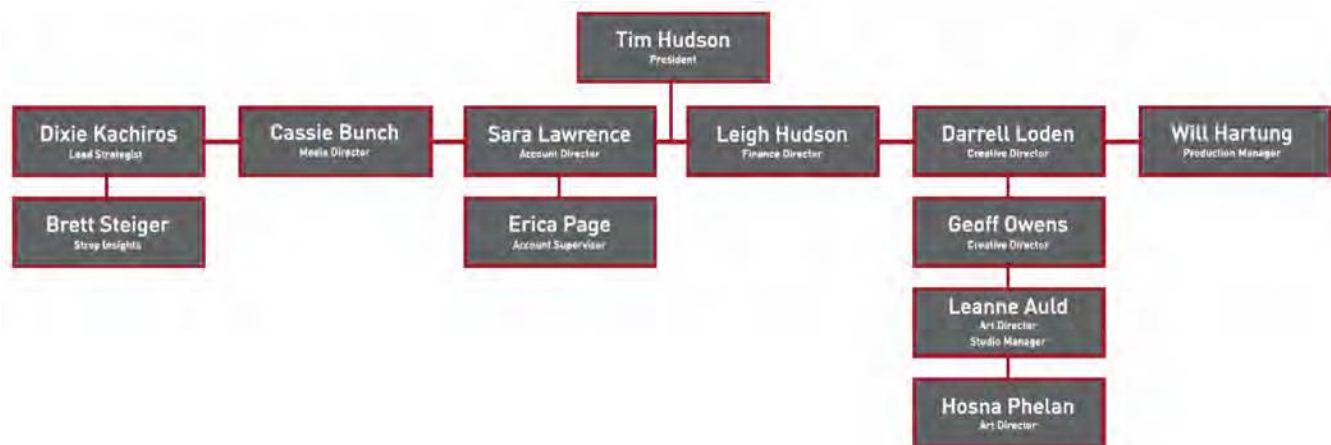 Tim Hudson
President
Dixie Kachiros
Lead Strategist
Cassie Bunch
Media Director
Sara Lawrence
Account Director
Leigh Hudson
Finance Director
Darrell Loden
Creative Director
Will Hartung
Production Manager
Brett Steiger
Strop Insights
Erica Page
Account Supervisor
Geoff Owens
Creative Director
Leanne Auld
Art Director
Studio Manager
Hosna Phelan
Art Director